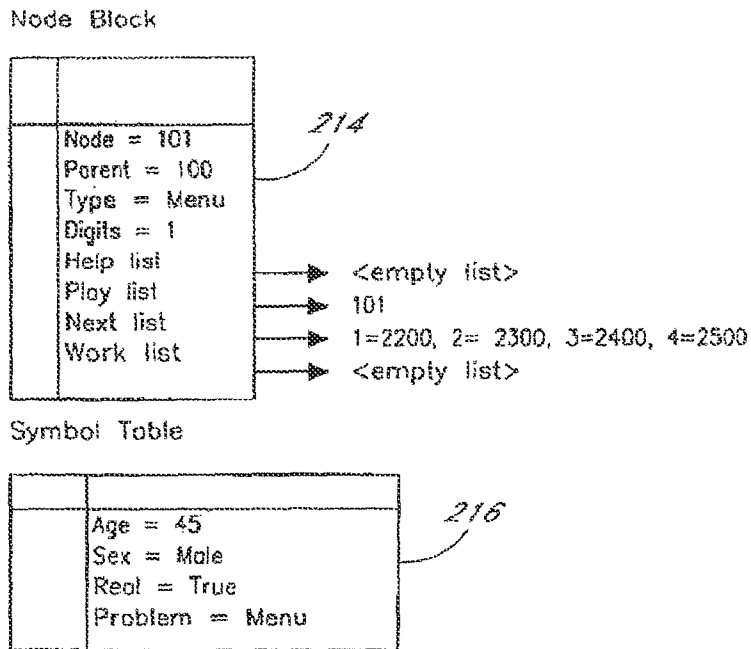 Node Block
214
Node = 101
Parent = 100
Type = Menu
Digits = 1
Help list <empty list>
Play list 101
Next list 1=2200, 2= 2300, 3=2400, 4=2500
Work list <empty list>
Symbol Table
216
Age = 45
Sex = Male
Real = True
Problem = Menu